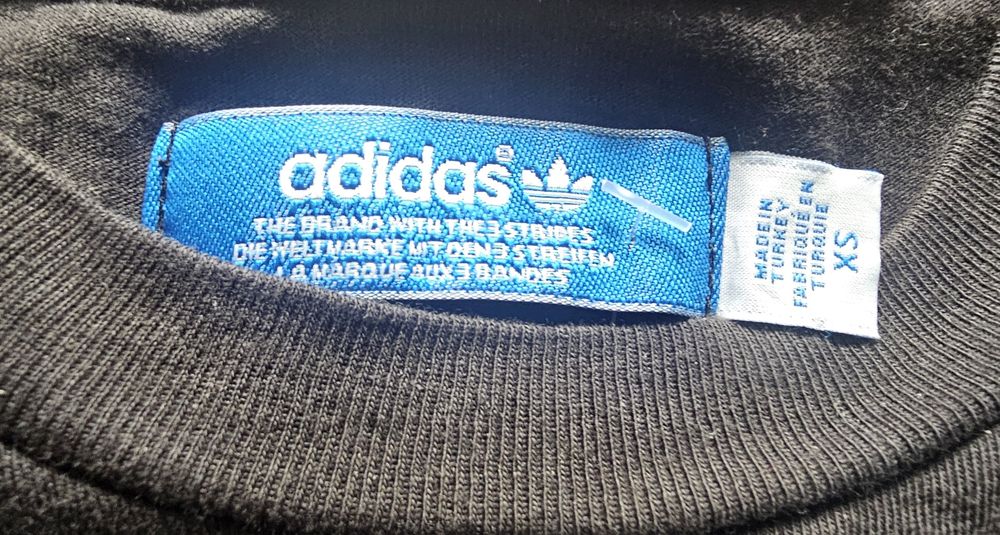 adidas®
THE BRAND WITH THE 3 STRIPES
DIE WELTMARKE MIT DEN 3 STREIFEN
LA MARQUE AUX 3 BANDES
MADE IN
TURKEY
FABRIQUÉ EN
TURQUIE
XS